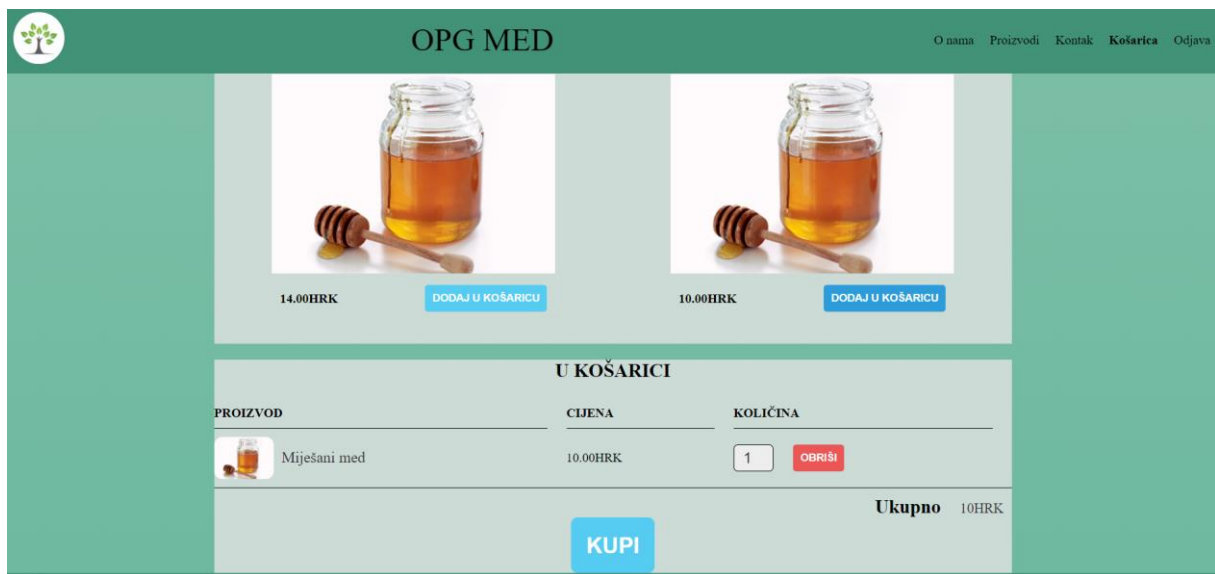 OPG MED
O nama Proizvodi Kontak Košarica Odjava
14.00HRK DODAJ U KOŠARICU 10.00HRK DODAJ U KOŠARICU
U KOŠARICI
PROIZVOD CIJENA KOLIČINA
Miješani med 10.00HRK 1 OBRIŠI
Ukupno 10HRK
KUPI